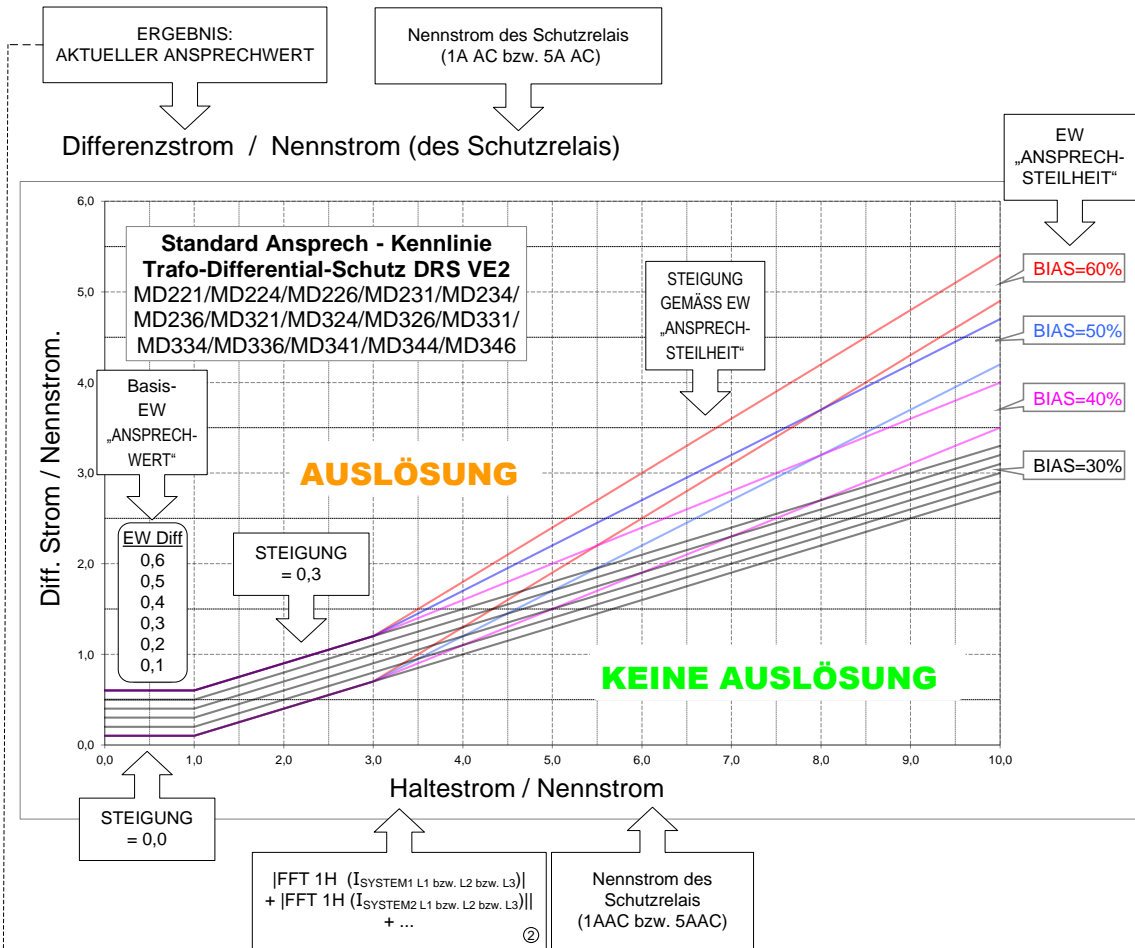 ERGEBNIS:
AKTUELLER ANSPRECHWERT
Nennstrom des Schutzrelais
(1A AC bzw. 5A AC)
Differenzstrom / Nennstrom (des Schutzrelais)
EW
„ANSPRECH-
STEILHEIT“
Diff. Strom / Nennstrom.
6,0
5,0
4,0
3,0
2,0
1,0
0,0
Standard Ansprech - Kennlinie
Trafo-Differential-Schutz DRS VE2
MD221/MD224/MD226/MD231/MD234/
MD236/MD321/MD324/MD326/MD331/
MD334/MD336/MD341/MD344/MD346
STEIGUNG
GEMÄSS EW
„ANSPRECH-
STEILHEIT“
BIAS=60%
BIAS=50%
BIAS=40%
BIAS=30%
Basis-
EW
„ANSPRECH-
WERT“
AUSLÖSUNG
EW Diff
0,6
0,5
0,4
0,3
0,2
0,1
STEIGUNG
= 0,3
KEINE AUSLÖSUNG
0,0 1,0 2,0 3,0 4,0 5,0 6,0 7,0 8,0 9,0 10,0
Haltestrom / Nennstrom
STEIGUNG
= 0,0
|FFT 1H (ISYSTEM1 L1 bzw. L2 bzw. L3)|
+ |FFT 1H (ISYSTEM2 L1 bzw. L2 bzw. L3)||
+ ...
②
Nennstrom des
Schutzrelais
(1AAC bzw. 5AAC)